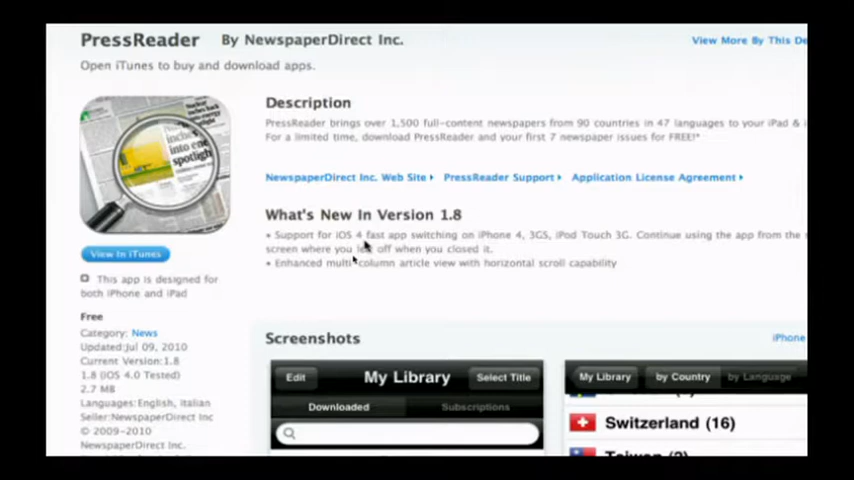 PressReader By NewspaperDirect Inc.
View More By This De
Open iTunes to buy and download apps.
Description
PressReader brings over 1,500 full-content newspapers from 90 countries in 47 languages to your iPad & i
For a limited time, download PressReader and your first 7 newspaper issues for FREE!*
NewspaperDirect Inc. Web Site
PressReader Support
Application License Agreement
What's New In Version 1.8
• Support for iOS 4 fast app switching on iPhone 4, 3GS, iPod Touch 3G. Continue using the app from the
screen where you left off when you closed it.
• Enhanced multi-column article view with horizontal scroll capability
inches
into one
spotligh
View In iTunes
This app is designed for
both iPhone and iPad
Free
Category: News
Updated:Jul 09, 2010
Current Version:1.8
1.8 (iOS 4.0 Tested)
2.7 MB
Languages:English, Italian
Seller:NewspaperDirect Inc
© 2009-2010
NewspaperDirect Inc.
Screenshots
iPhone
Edit
My Library
Select Title
Downloaded
Subscriptions
My Library
by Country
by Language
Switzerland (16)